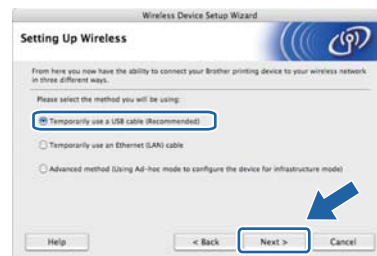 Wireless Device Setup Wizard
Setting Up Wireless
From here you now have the ability to connect your Brother printing device to your wireless network
in three different ways.
Please select the method you will be using:
Temporarily use a USB cable (Recommended)
Temporarily use an Ethernet (LAN) cable
Advanced method (Using Ad-hoc mode to configure the device for infrastructure mode)
Help
< Back
Next >
Cancel